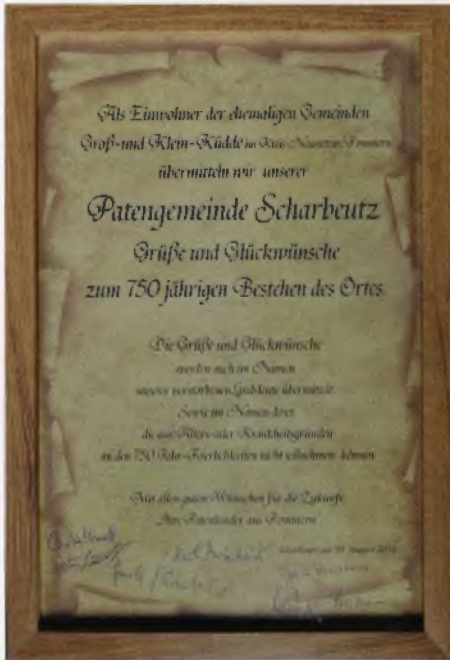 Als Einwohner der ehemaligen Gemeinden
Groß-und Klein-Küdde im Kreis Neustettin/Pommern
übermitteln wir unserer
Patengemeinde Scharbeutz
Grüße und Glückwünsche
zum 750 jährigen Bestehen des Ortes.
Die Grüße und Glückwünsche
werden auch im Namen
unserer verstorbenen Landsleute übermittelt.
Sowie im Namen derer
die aus Alters-oder Krankheitsgründen
an den 750 Jahr-Feierlichkeiten nicht teilnehmen können.
Mit allen guten Wünschen für die Zukunft
Ihre Patenkinder aus Pommern